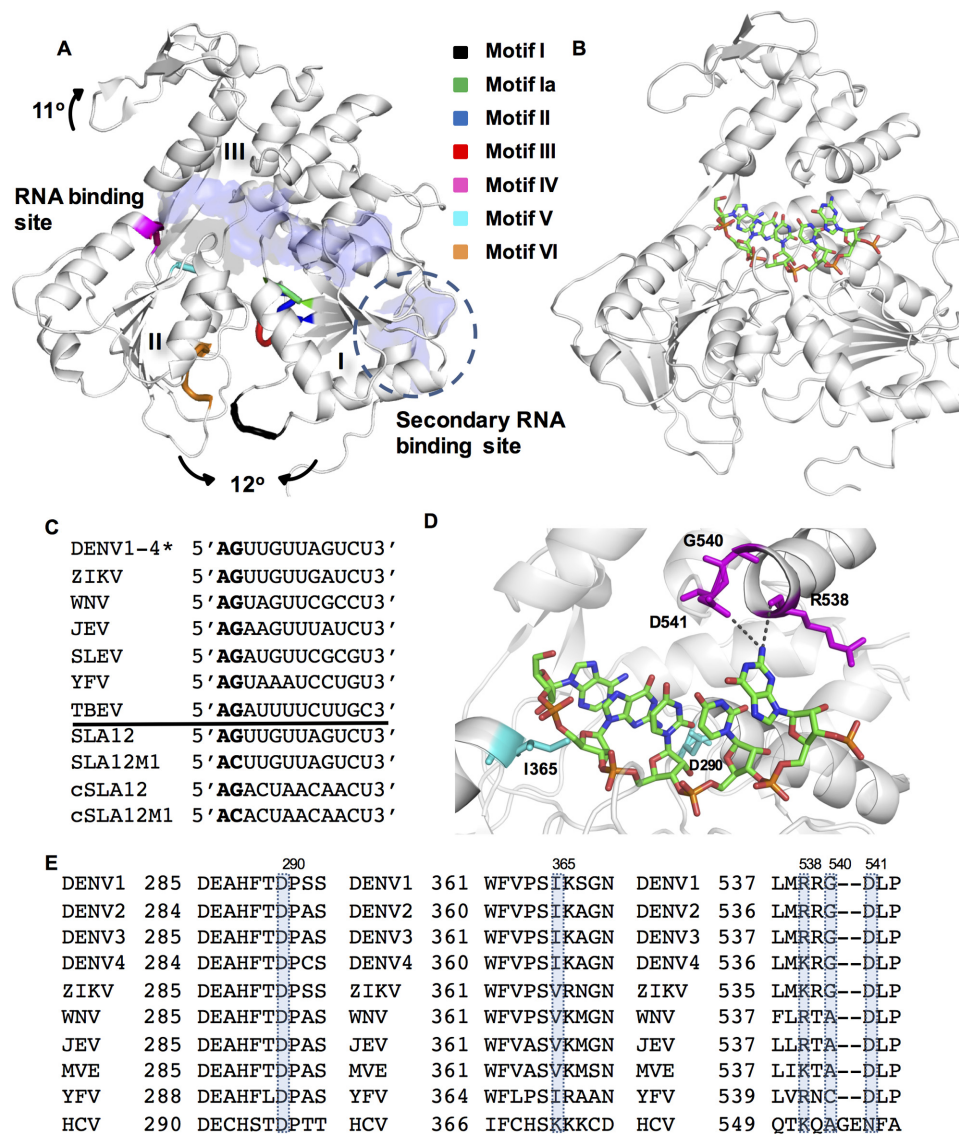 A
B
11°
III
RNA binding
site
II
I
Secondary RNA
binding site
12°
Motif I
Motif Ia
Motif II
Motif III
Motif IV
Motif V
Motif VI
C
DENV1-4* 5’AGUUGUUAGUCU3’
ZIKV 5’AGUUGUUGAUCU3’
WNV 5’AGUAGUUCGCCU3’
JEV 5’AGAAGUUUAUCU3’
SLEV 5’AGAUGUUCGCGU3’
YFV 5’AGUAAAUCCUGU3’
TBEV 5’AGAUUUUCUUGC3’
SLA12 5’AGUUGUUAGUCU3’
SLA12M1 5’ACUUGUUAGUCU3’
cSLA12 5’AGACUAACAACU3’
cSLA12M1 5’ACACUAACAACU3’
D
G540
R538
D541
I365
D290
E
290 365 538 540 541
DENV1 285 DEAHFTDPSS DENV1 361 WFVPSIKSGN DENV1 537 LMRRG--DLP
DENV2 284 DEAHFTDPAS DENV2 360 WFVPSIKAGN DENV2 536 LMRRG--DLP
DENV3 285 DEAHFTDPAS DENV3 361 WFVPSIKSGN DENV3 537 LMRRG--DLP
DENV4 284 DEAHFTDPCS DENV4 360 WFVPSIKAGN DENV4 536 LMKRG--DLP
ZIKV 285 DEAHFTDPSS ZIKV 361 WFVPSVRNGN ZIKV 535 LMKRG--DLP
WNV 285 DEAHFTDPAS WNV 361 WFVPSVKMGN WNV 537 FLRTA--DLP
JEV 285 DEAHFTDPAS JEV 361 WFVASVKMGN JEV 537 LLRTA--DLP
MVE 285 DEAHFTDPAS MVE 361 WFVASVKMSN MVE 537 LIKTA--DLP
YFV 288 DEAHFLDPAS YFV 364 WFLPSIRAAN YFV 539 LVRNC--DLP
HCV 290 DECHSTDPTT HCV 366 IFCHSKKKCD HCV 549 QTKQAGENFA